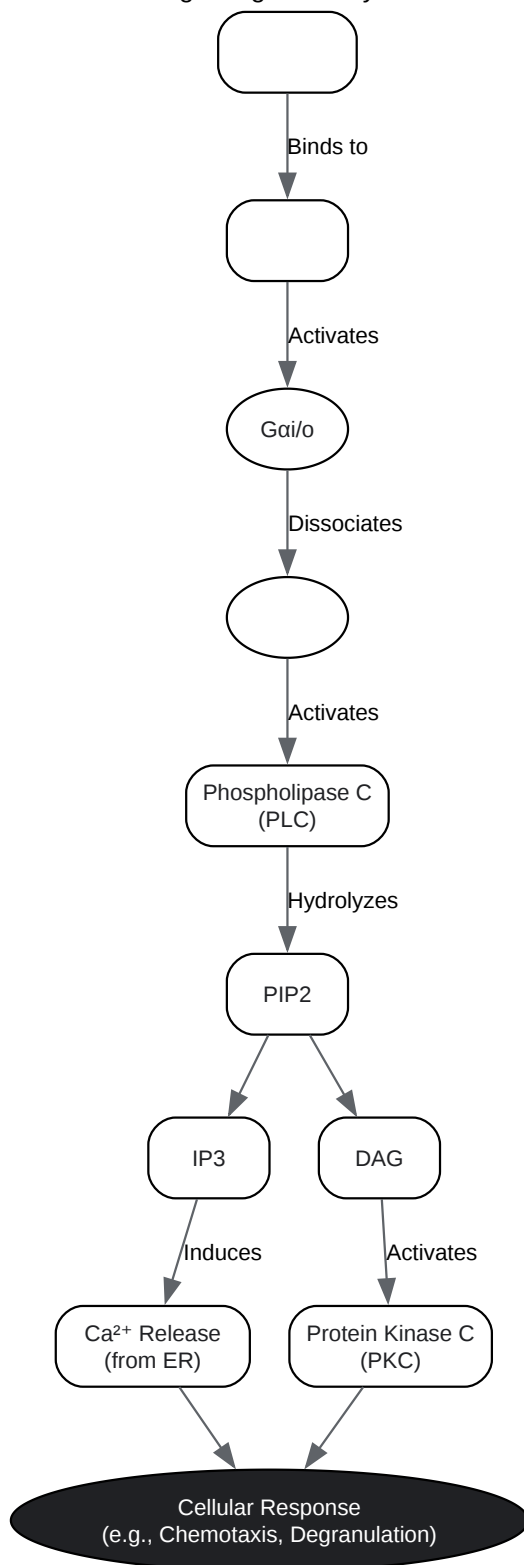 Binds to
Activates
Gαi/o
Dissociates
Activates
Phospholipase C
(PLC)
Hydrolyzes
PIP2
IP3
DAG
Induces
Activates
Ca²⁺ Release
(from ER)
Protein Kinase C
(PKC)
Cellular Response
(e.g., Chemotaxis, Degranulation)